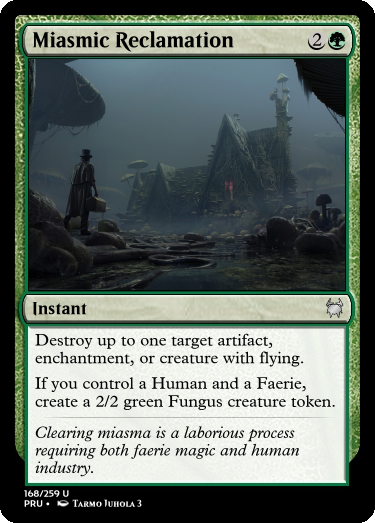 Miasmic Reclamation 2
Instant
Destroy up to one target artifact,
enchantment, or creature with flying.
If you control a Human and a Faerie,
create a 2/2 green Fungus creature token.
Clearing miasma is a laborious process
requiring both faerie magic and human
industry.
168/259 U
PRU • Tarmo Juhola 3